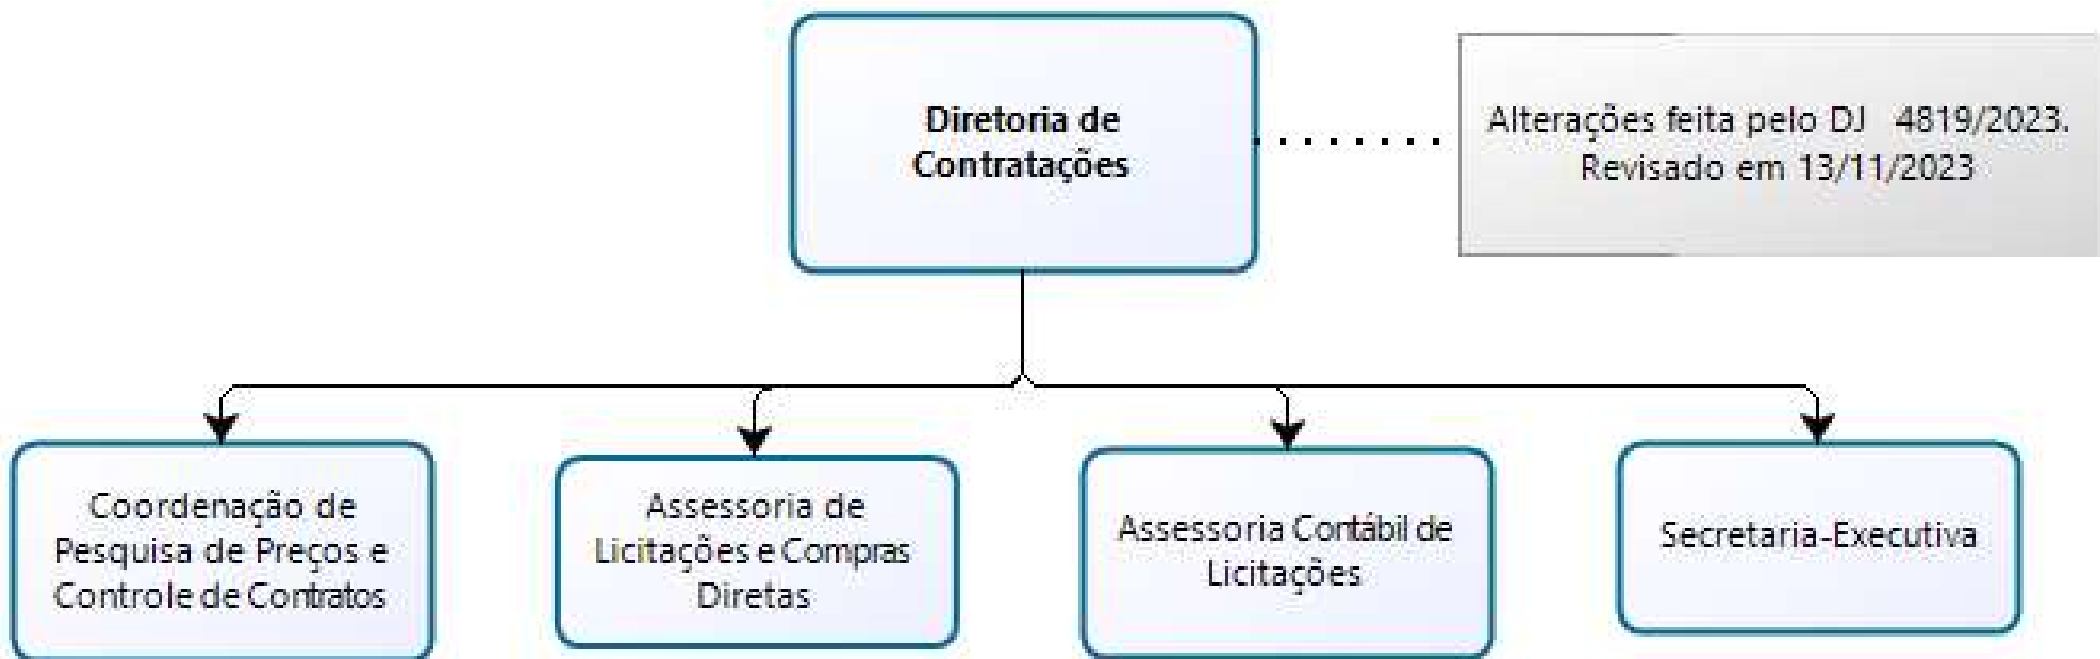 Diretoria de
Contratações
Alterações feita pelo DJ 4819/2023.
Revisado em 13/11/2023
Coordenação de
Pesquisa de Preços e
Controle de Contratos
Assessoria de
Licitações e Compras
Diretas
Assessoria Contábil de
Licitações
Secretaria-Executiva